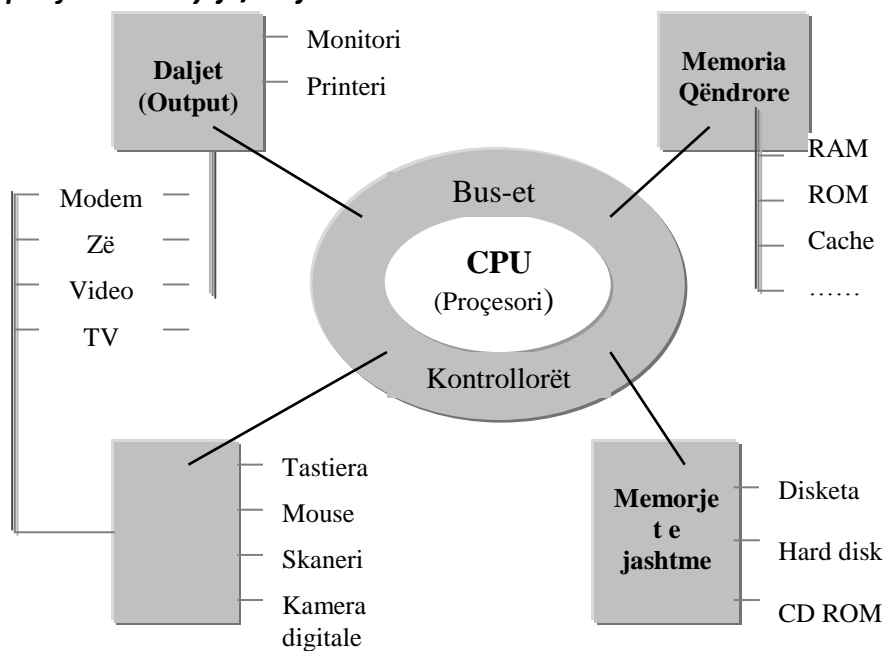 Daljet
(Output)
Monitori
Printeri
Memoria
Qëndrore
RAM
ROM
Cache
……
Modem
Zë
Video
TV
Bus-et
CPU
(Proçesori)
Kontrollorët
Tastiera
Mouse
Skaneri
Kamera
digitale
Memorje
t e
jashtme
Disketa
Hard disk
CD ROM